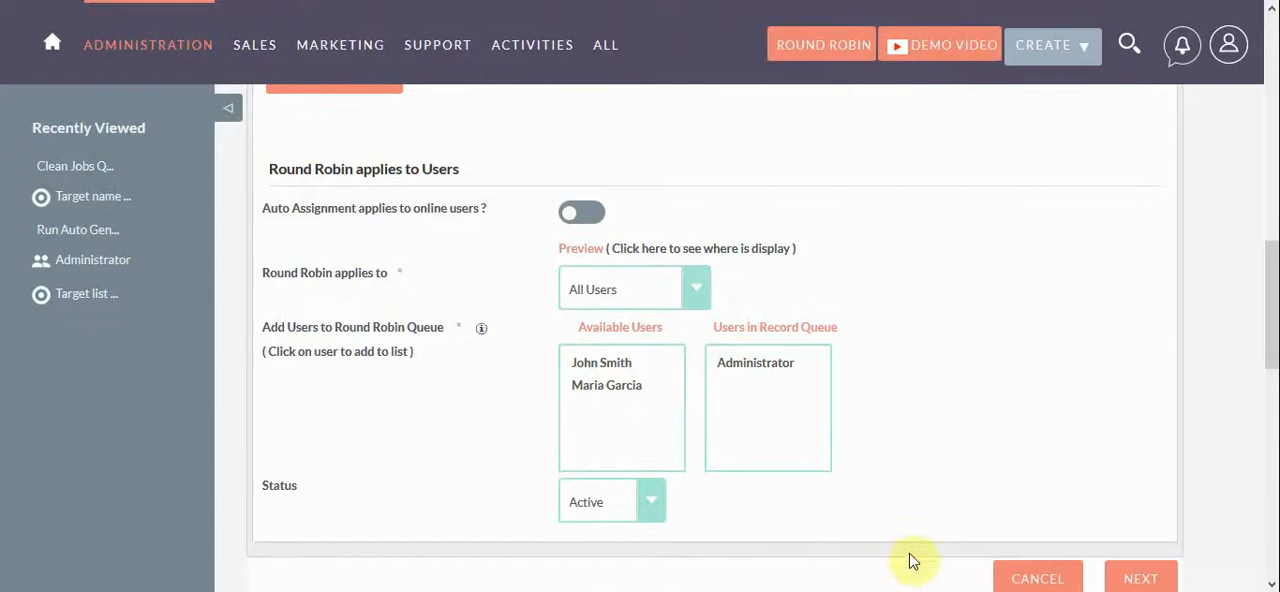 ADMINISTRATION SALES MARKETING SUPPORT ACTIVITIES ALL ROUND ROBIN DEMO VIDEO CREATE ▼
Recently Viewed
Clean Jobs Q...
Target name ...
Run Auto Gen...
Administrator
Target list ...
Round Robin applies to Users
Auto Assignment applies to online users ?
Preview ( Click here to see where is display )
Round Robin applies to *
All Users
Add Users to Round Robin Queue *
( Click on user to add to list )
Available Users Users in Record Queue
John Smith
Maria Garcia
Administrator
Status
Active
CANCEL NEXT